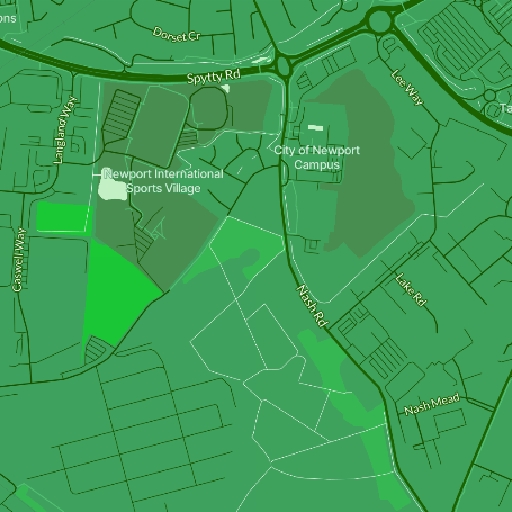 ons
Dorset Cr
Spytty Rd
Lee Way
Ta
Langland Way
City of Newport
Campus
Newport International
Sports Village
Caswell Way
Lake Rd
Nash Rd
Nash Mead